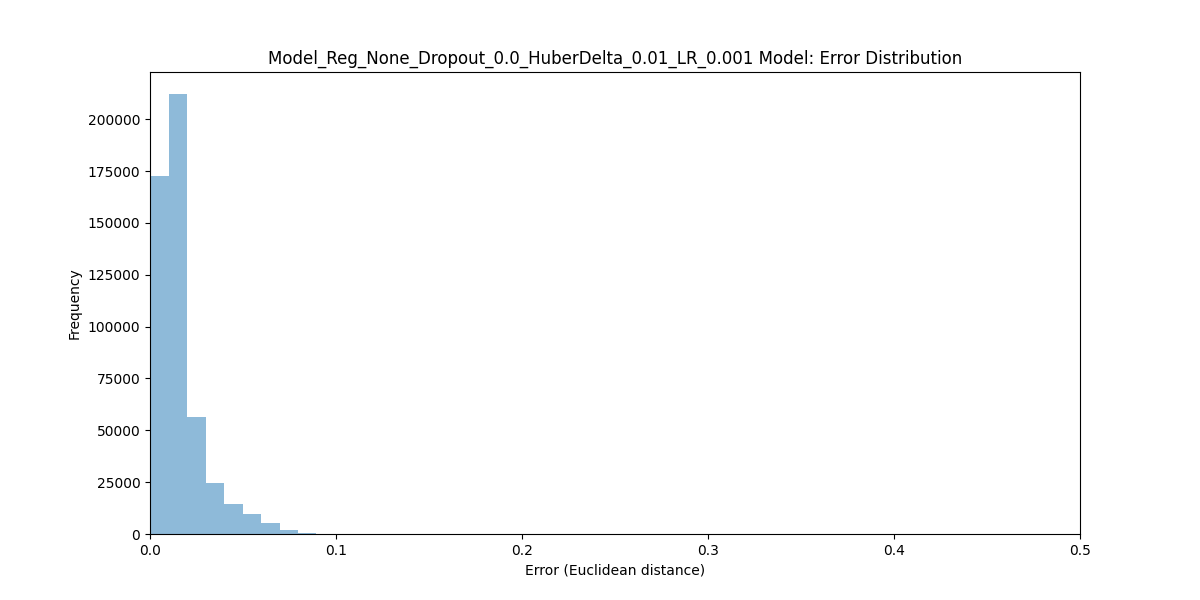 Model_Reg_None_Dropout_0.0_HuberDelta_0.01_LR_0.001 Model: Error Distribution
200000
175000
150000
125000
100000
75000
50000
25000
0
Frequency
0.0 0.1 0.2 0.3 0.4 0.5
Error (Euclidean distance)